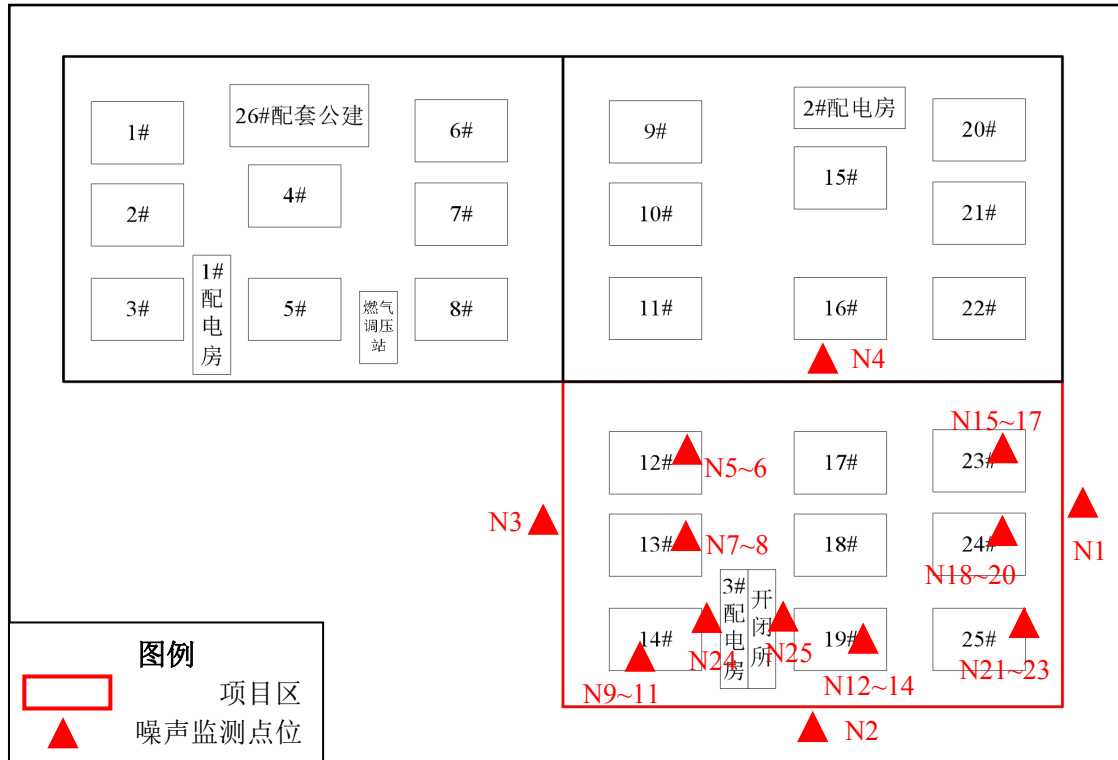 1#
26#配套公建
6#
9#
2#配电房
20#
4#
15#
2#
7#
10#
21#
3#
1#
配
电
房
5#
燃气
调压
站
8#
11#
16#
22#
N4
12#
N5~6
17#
N15~17
23#
N3
13#
N7~8
18#
24#
N18~20
N1
14#
N9~11
N24
3#
配
电
房
开
闭
所
N25
19#
N12~14
25#
N21~23
N2
图例
项目区
噪声监测点位